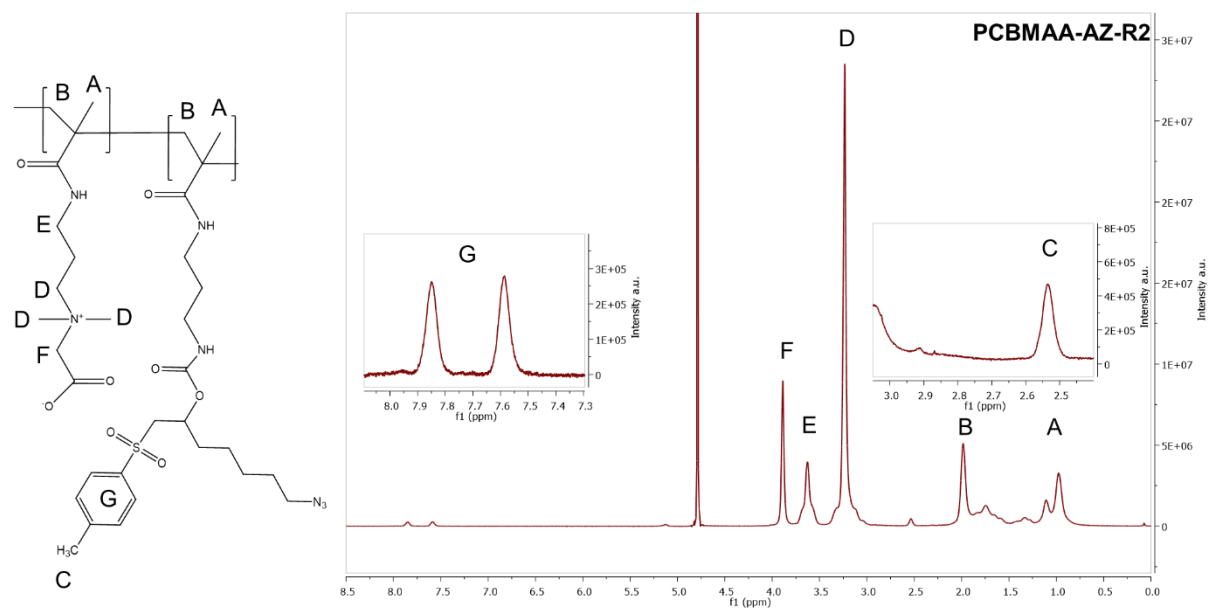 B A
B A
O
NH
O
NH
E
D
D N+ D
F
O
-O
NH
O
O
O
S
O
G
N3
H3C
C
PCBMAA-AZ-R2
D
G
3E+05
2E+05
1E+05
0
Intensity a.u.
8.0 7.9 7.8 7.7 7.6 7.5 7.4 7.3
f1 (ppm)
C
8E+05
6E+05
4E+05
2E+05
0
Intensity a.u.
3.0 2.9 2.8 2.7 2.6 2.5
f1 (ppm)
F
E
B
A
3E+07
2E+07
2E+07
2E+07
2E+07
1E+07
5E+06
0
Intensity a.u.
8.5 8.0 7.5 7.0 6.5 6.0 5.5 5.0 4.5 4.0 3.5 3.0 2.5 2.0 1.5 1.0 0.5 0.0
f1 (ppm)